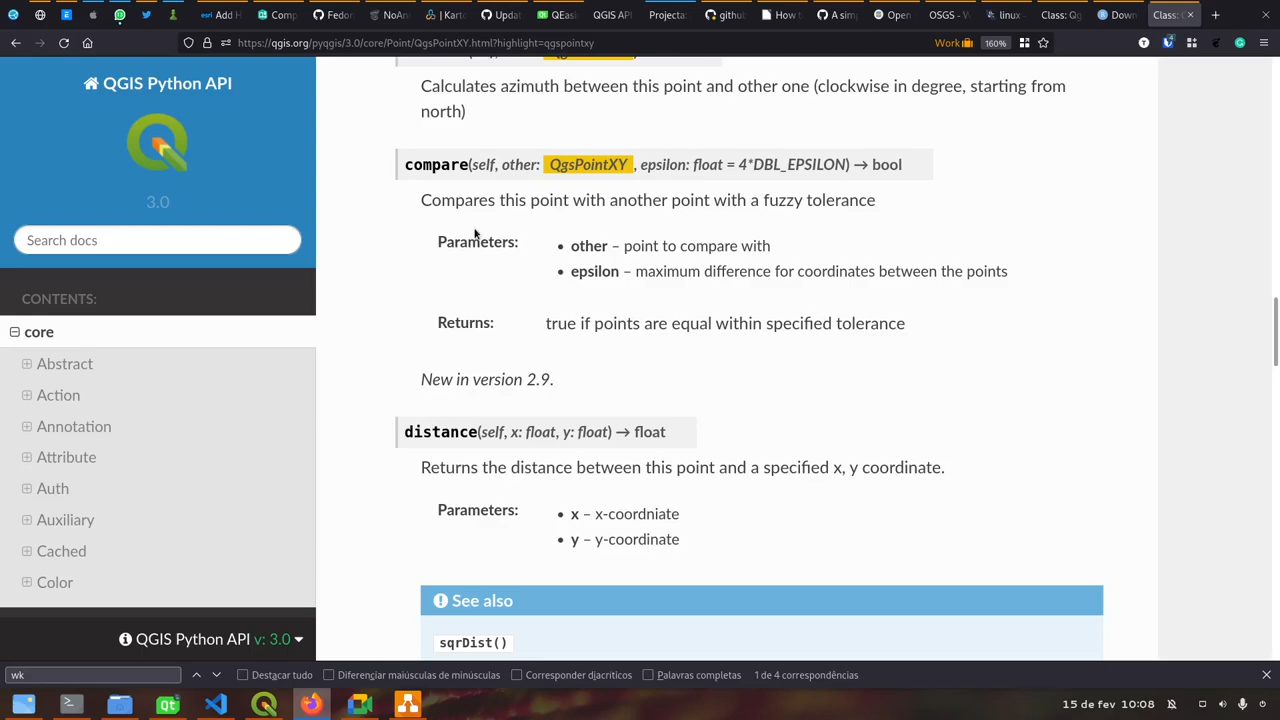 eri Add H
Comp
Fedor
NoAn
| Karto
Updat
QEasi
QGIS API
Projecta:
github
How to
A simp
Open
OSGS - W
linux -
Class: Qg
Down
Class: C
https://qgis.org/pyqgis/3.0/core/Point/QgsPointXY.html?highlight=qgspointxy
Work
160%
QGIS Python API
3.0
Search docs
CONTENTS:
core
Abstract
Action
Annotation
Attribute
Auth
Auxiliary
Cached
Color
QGIS Python API v: 3.0
Calculates azimuth between this point and other one (clockwise in degree, starting from
north)
compare(self, other: QgsPointXY, epsilon: float = 4*DBL_EPSILON) → bool
Compares this point with another point with a fuzzy tolerance
Parameters:
• other – point to compare with
• epsilon – maximum difference for coordinates between the points
Returns: true if points are equal within specified tolerance
New in version 2.9.
distance(self, x: float, y: float) → float
Returns the distance between this point and a specified x, y coordinate.
Parameters:
• x – x-coordniate
• y – y-coordinate
See also
sqrDist()
wk
Destacar tudo
Diferenciar maiúsculas de minúsculas
Corresponder diacríticos
Palavras completas
1 de 4 correspondências
15 de fev 10:08